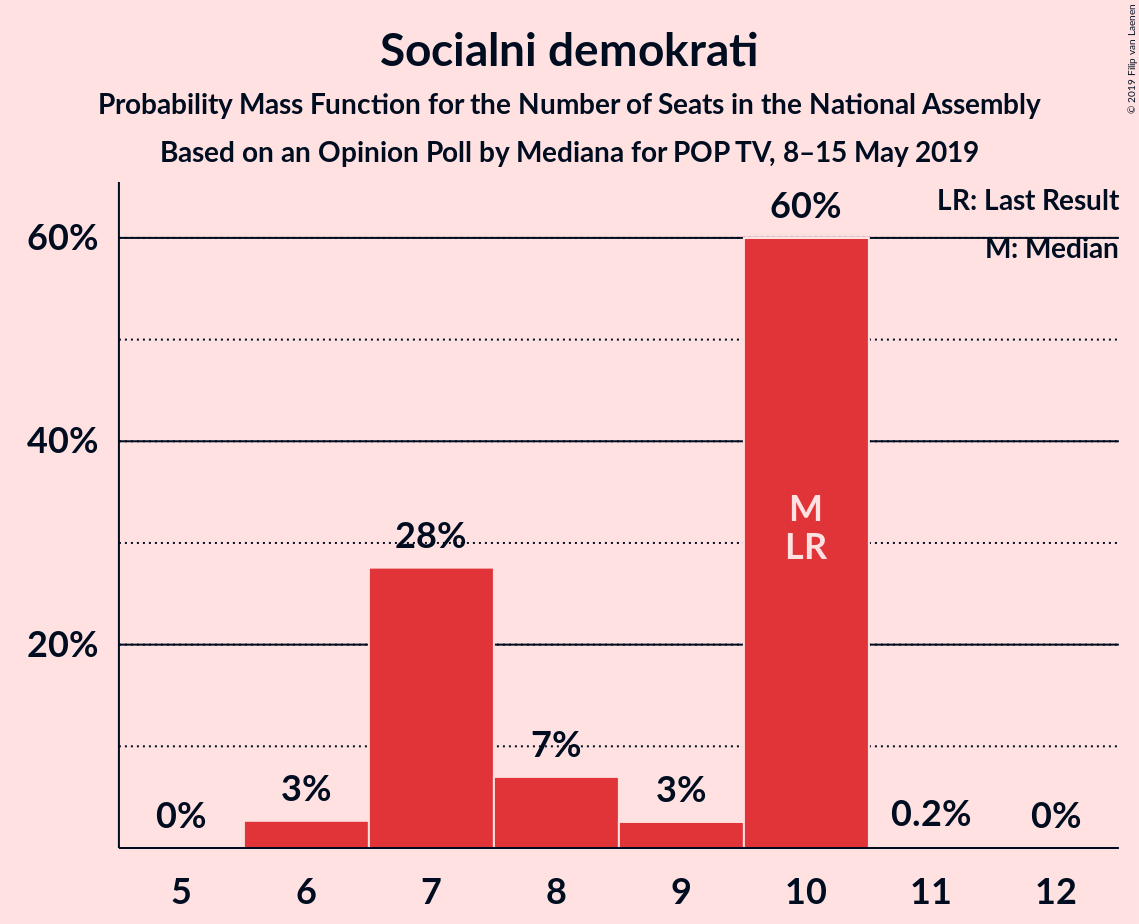 Socialni demokrati
Probability Mass Function for the Number of Seats in the National Assembly
Based on an Opinion Poll by Mediana for POP TV, 8–15 May 2019
© 2019 Filip van Laenen
LR: Last Result
M: Median
60%
40%
20%
0%
3%
28%
7%
3%
60%
0.2%
0%
M
LR
5 6 7 8 9 10 11 12